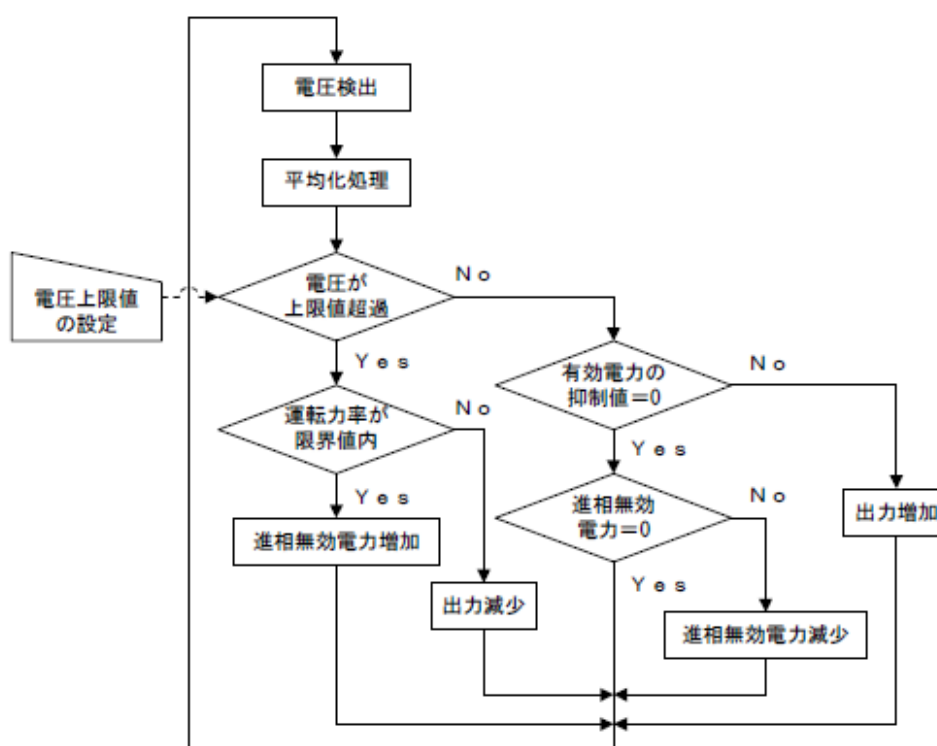 電圧検出
平均化処理
電圧が
上限値超過
No
電圧上限値
の設定
Yes
有効電力の
抑制値=0
No
運転力率が
限界値内
No
Yes
Yes
進相無効
電力=0
No
出力増加
進相無効電力増加
出力減少
Yes
進相無効電力減少